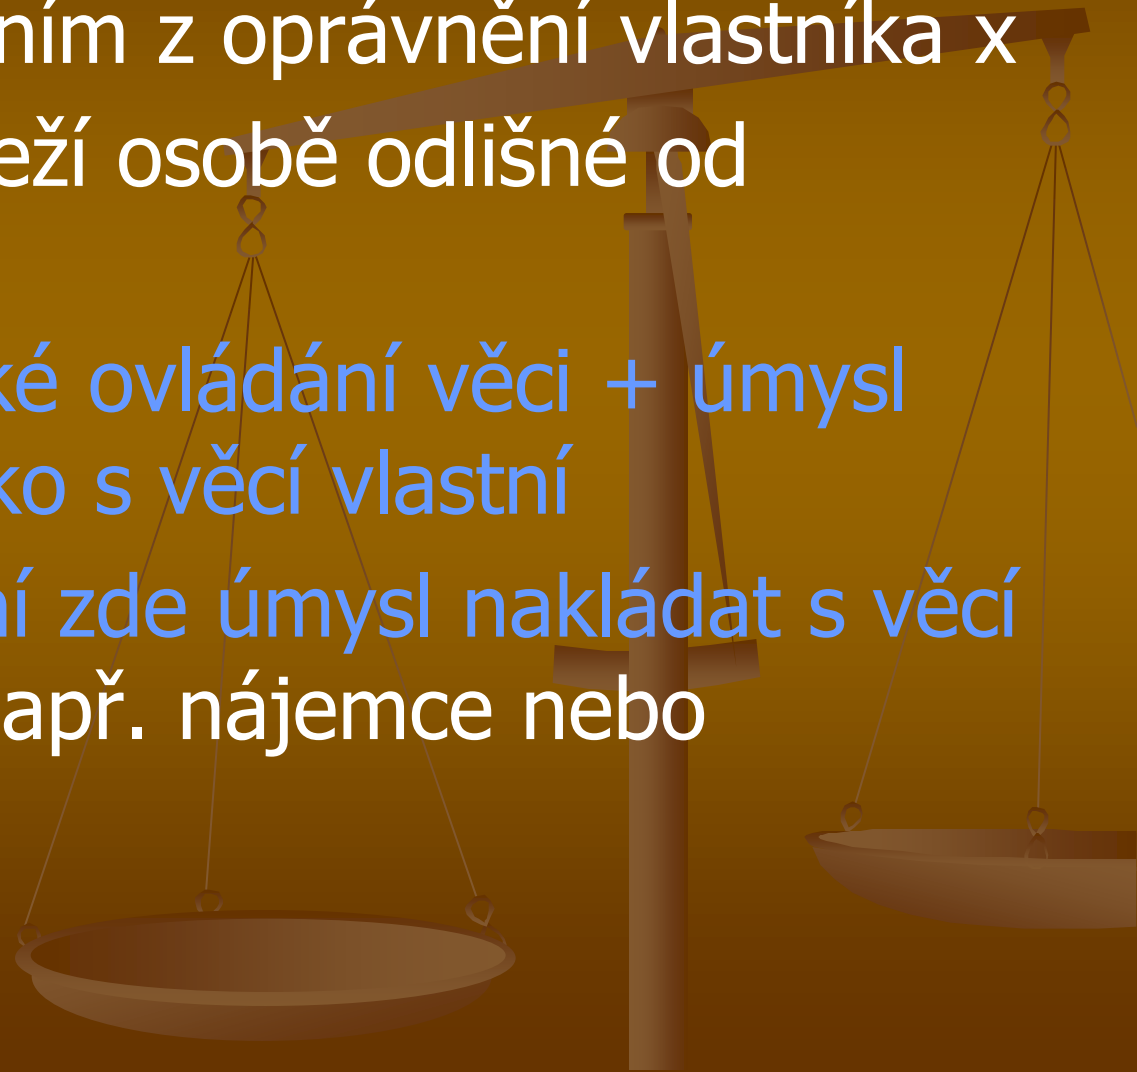 ním z oprávnění vlastníka x
eží osobě odlišné od
ké ovládání věci + úmysl
ko s věcí vlastní
ní zde úmysl nakládat s věcí
apř. nájemce nebo